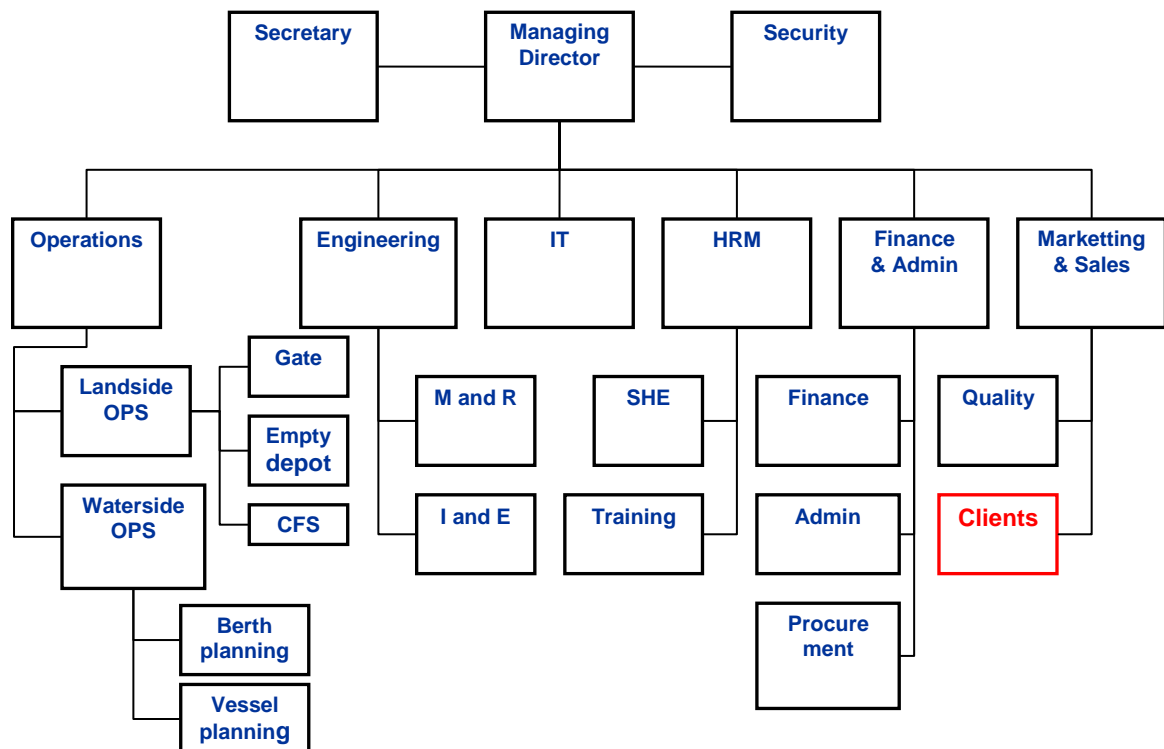 Secretary
Managing
Director
Security
Operations
Engineering
IT
HRM
Finance
& Admin
Marketting
& Sales
Landside
OPS
Gate
Empty
depot
CFS
Waterside
OPS
Berth
planning
Vessel
planning
M and R
I and E
SHE
Training
Finance
Admin
Procure
ment
Quality
Clients